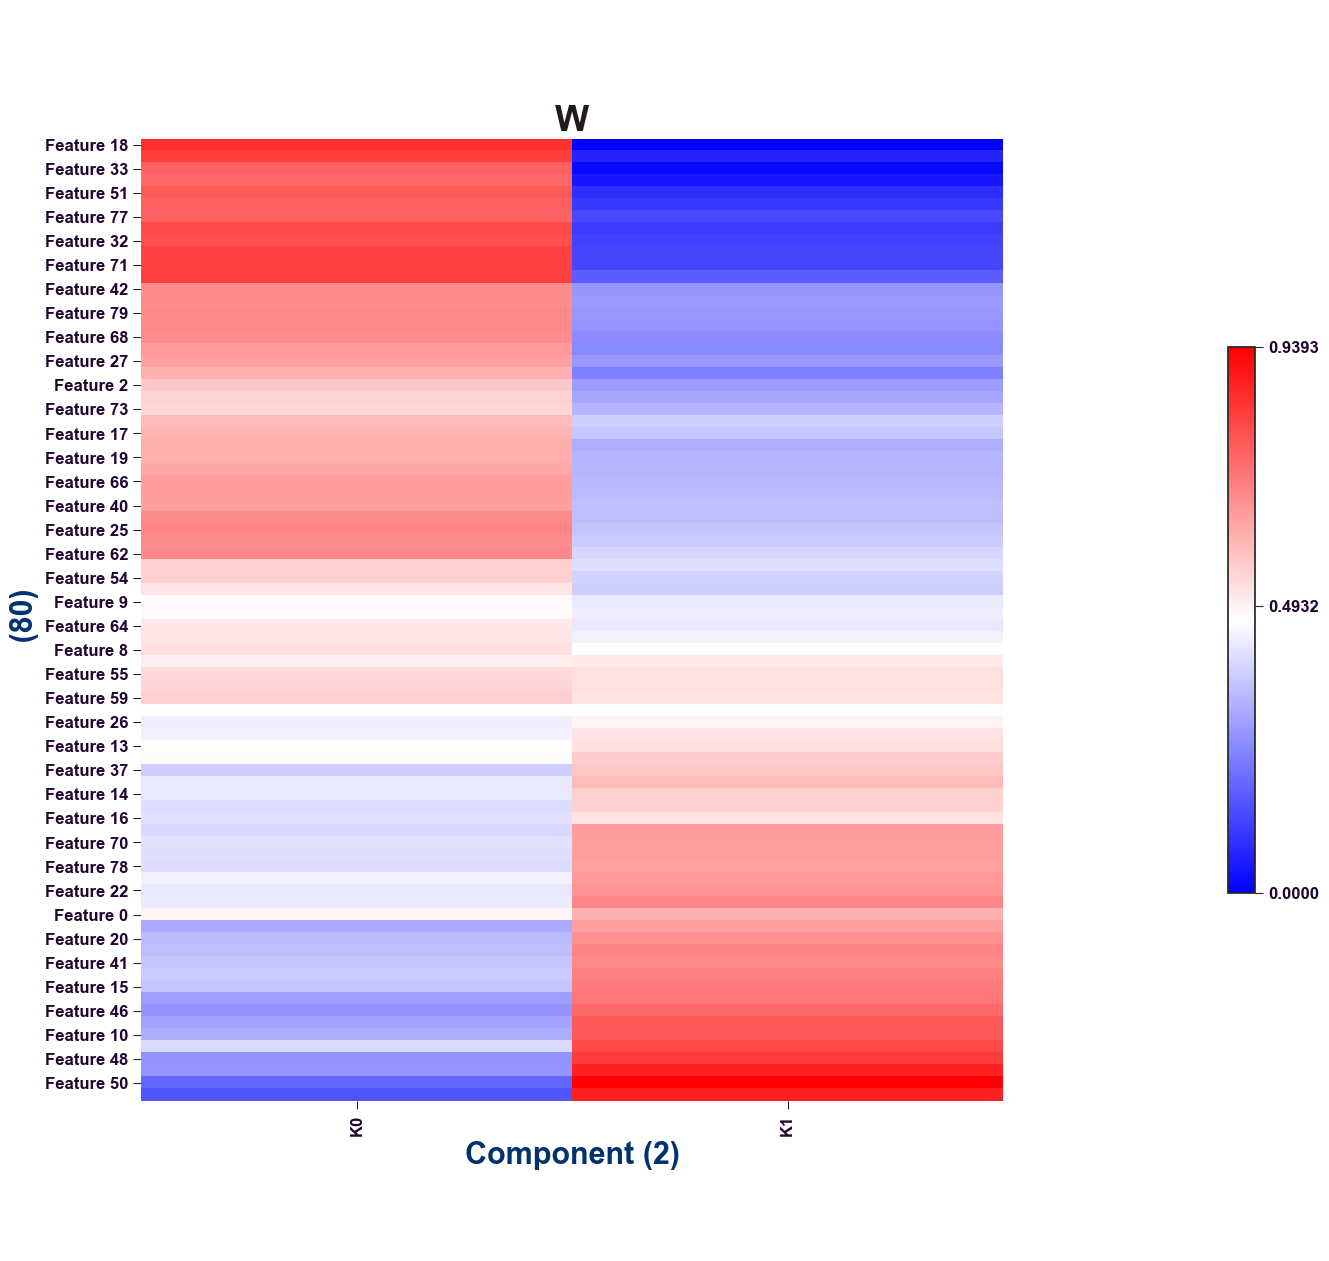 W
Feature 18
Feature 33
Feature 51
Feature 77
Feature 32
Feature 71
Feature 42
Feature 79
Feature 68
Feature 27
Feature 2
Feature 73
Feature 17
Feature 19
Feature 66
Feature 40
Feature 25
Feature 62
Feature 54
Feature 9
Feature 64
Feature 8
Feature 55
Feature 59
Feature 26
Feature 13
Feature 37
Feature 14
Feature 16
Feature 70
Feature 78
Feature 22
Feature 0
Feature 20
Feature 41
Feature 15
Feature 46
Feature 10
Feature 48
Feature 50
(80)
K0
K1
Component (2)
0.9393
0.4932
0.0000